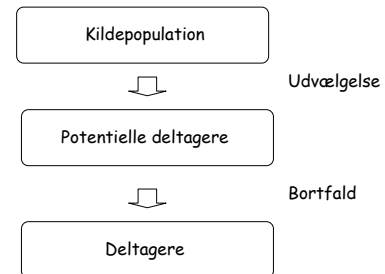 Kildepopulation
Udvælgelse
Potentielle deltagere
Bortfald
Deltagere